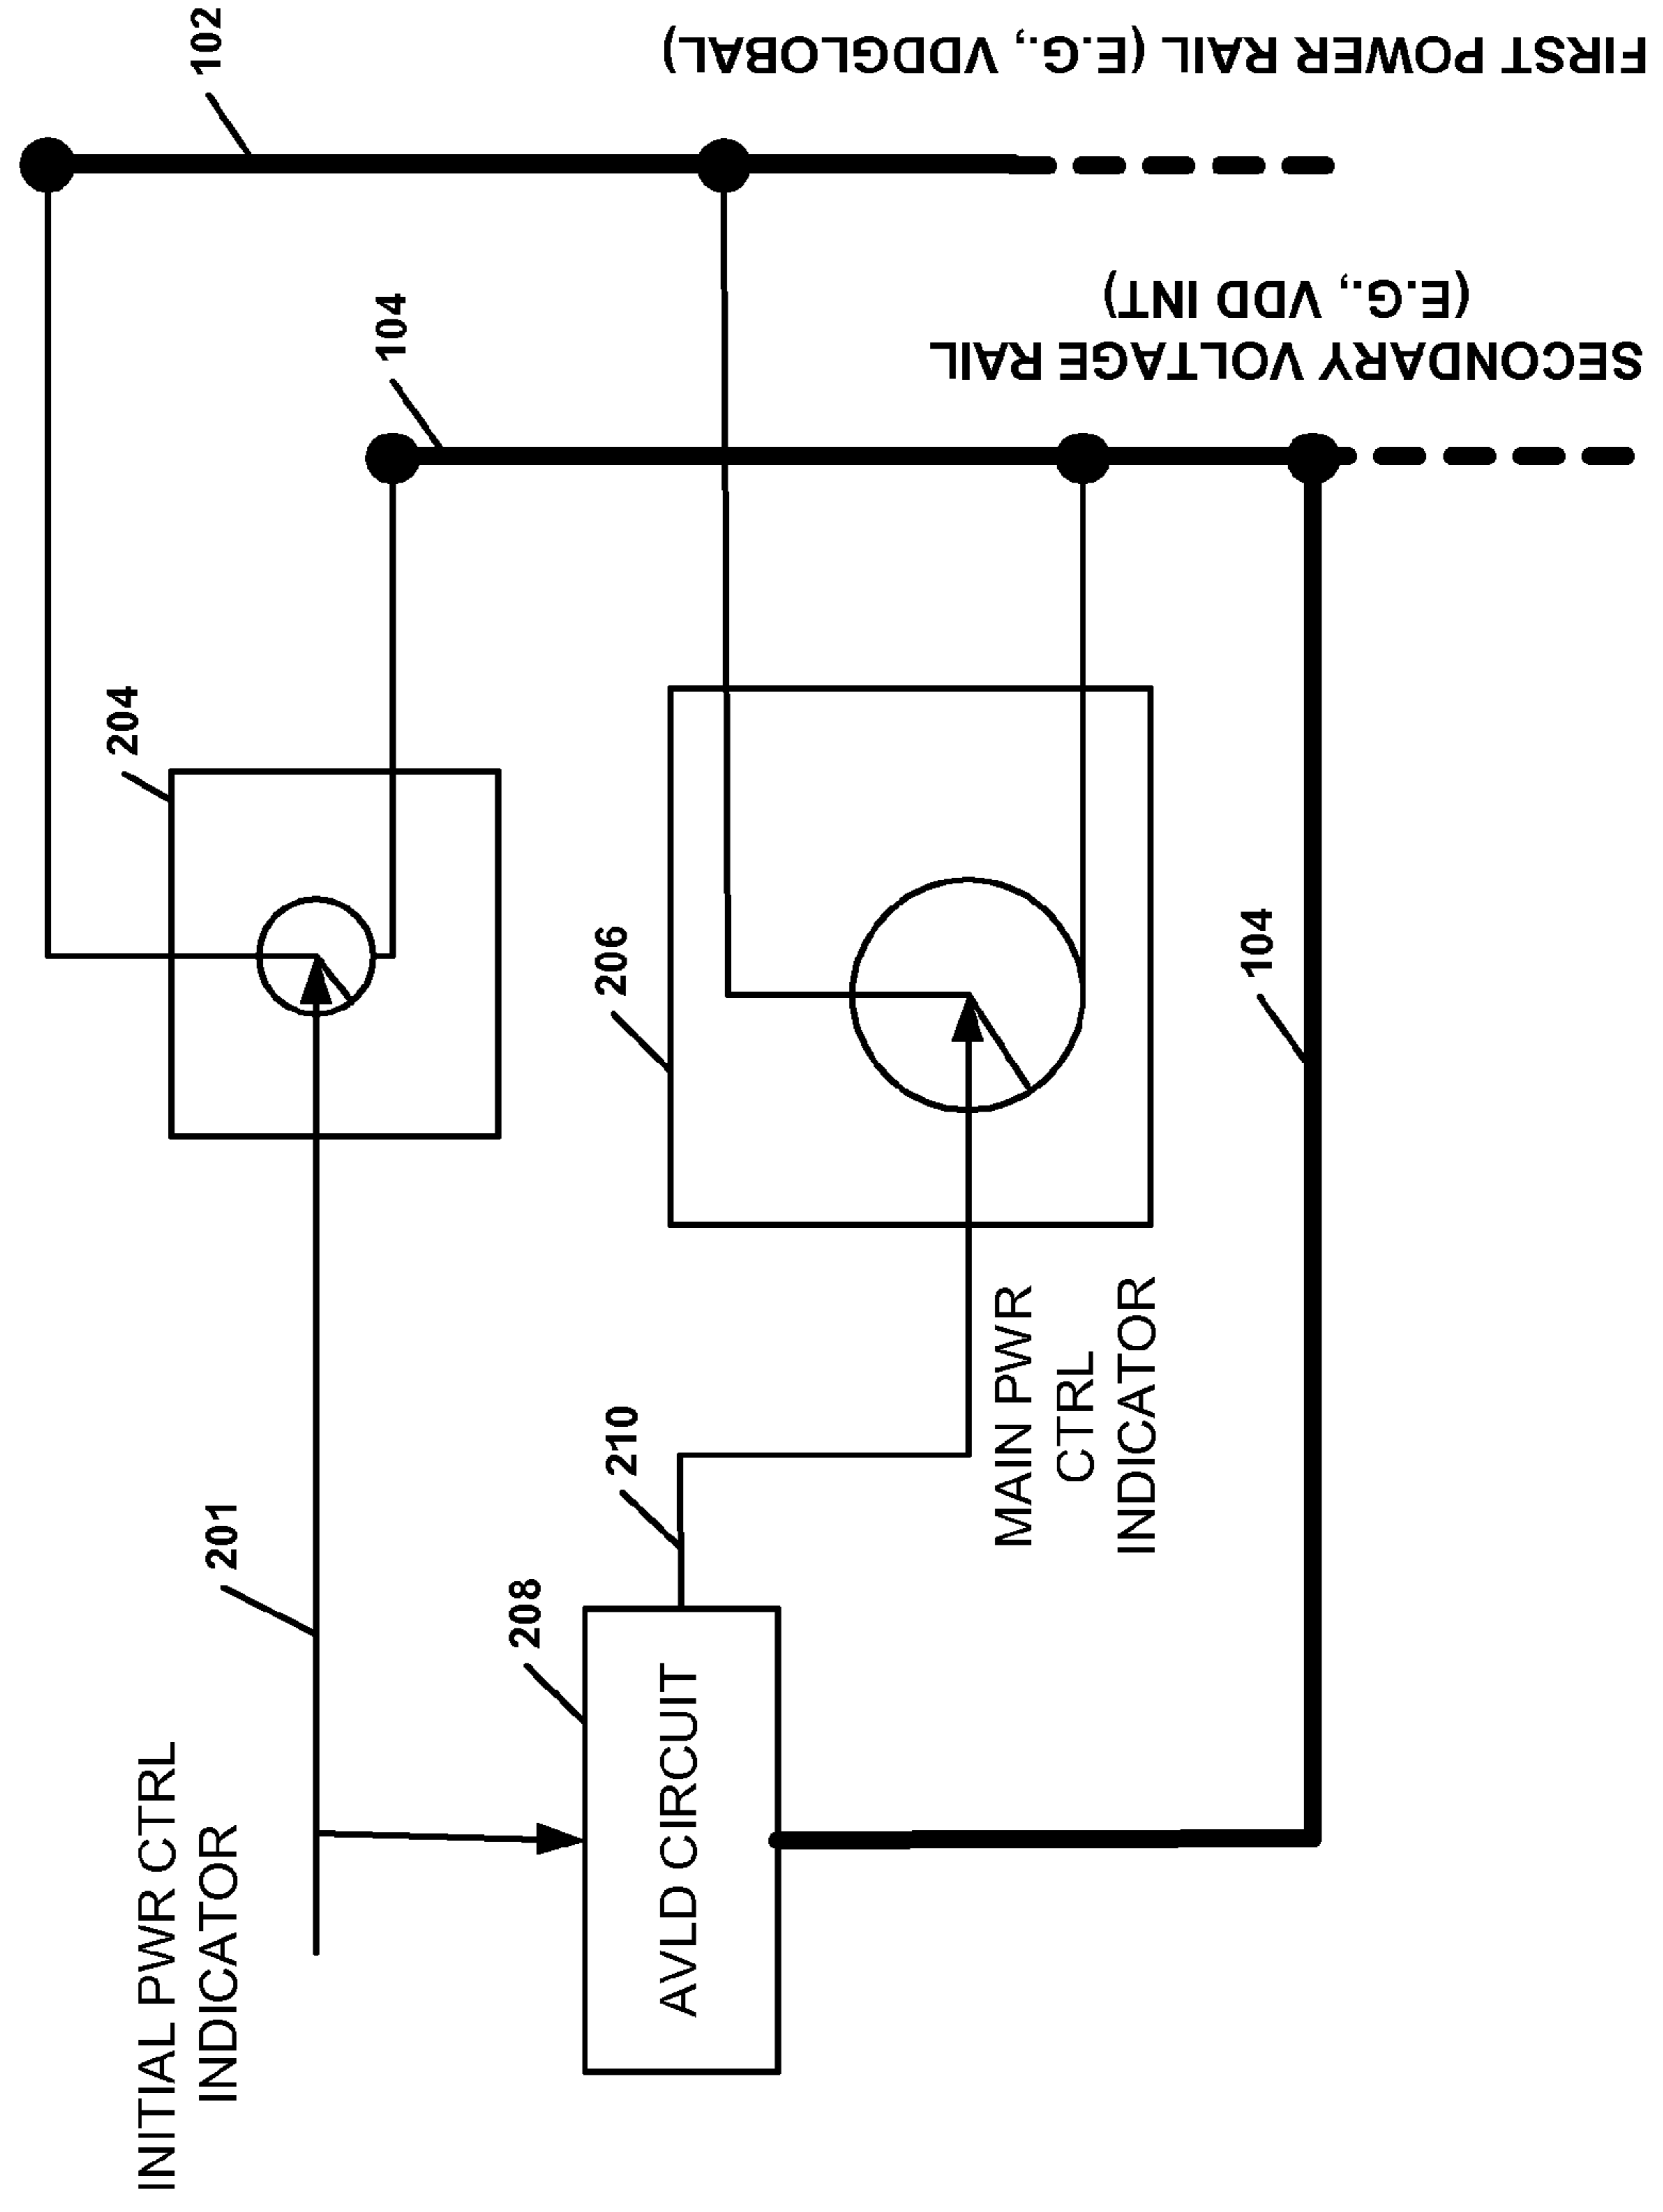 102
FIRST POWER RAIL (E.G.,. VDDGLOBAL)
104
SECONDARY VOLTAGE RAIL
(E.G.,. VDD INT)
204
206
104
201
210
MAIN PWR
CTRL
INDICATOR
208
AVLD CIRCUIT
INITIAL PWR CTRL
INDICATOR